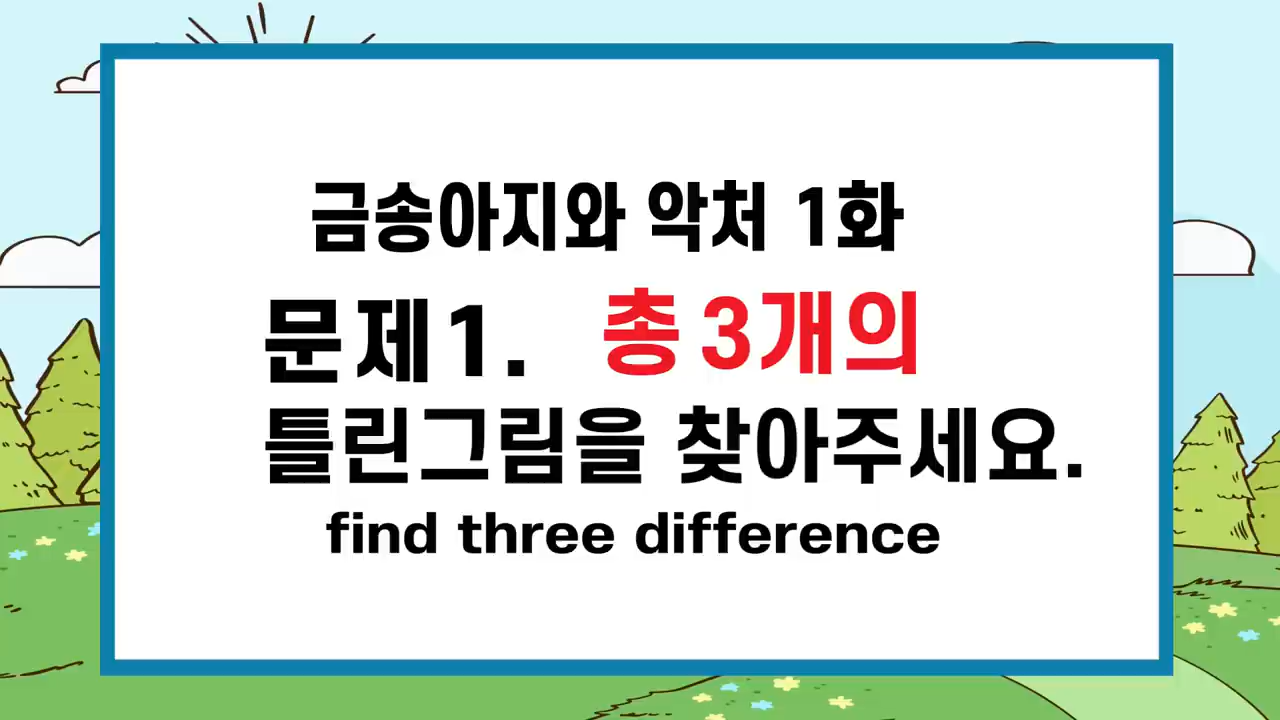 금송아지와 악처 1화
문제1. 총 3개의
틀린그림을 찾아주세요.
find three difference